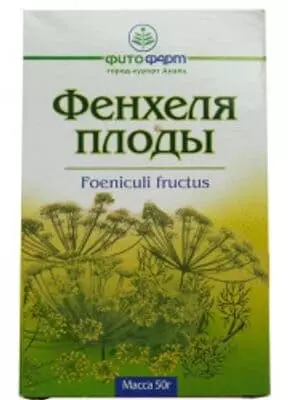 фитофарм
город-курорт Анапа
Фенхеля
плоды
Foeniculi fructus
Масса 50г